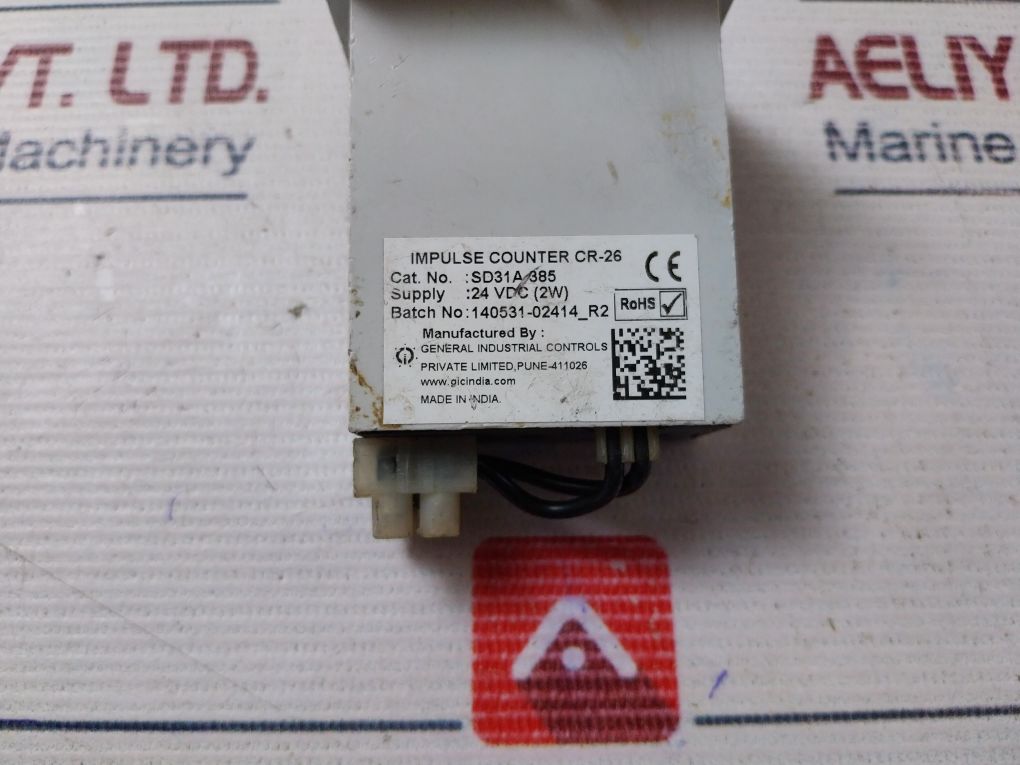 VT. LTD.
Machinery
AELIY
Marine
IMPULSE COUNTER CR-26
Cat. No. :SD31A 385
Supply :24 VDC (2W)
Batch No:140531-02414_R2
CE
RoHS
Manufactured By :
GENERAL INDUSTRIAL CONTROLS
PRIVATE LIMITED,PUNE-411026
www.gicindia.com
MADE IN INDIA.